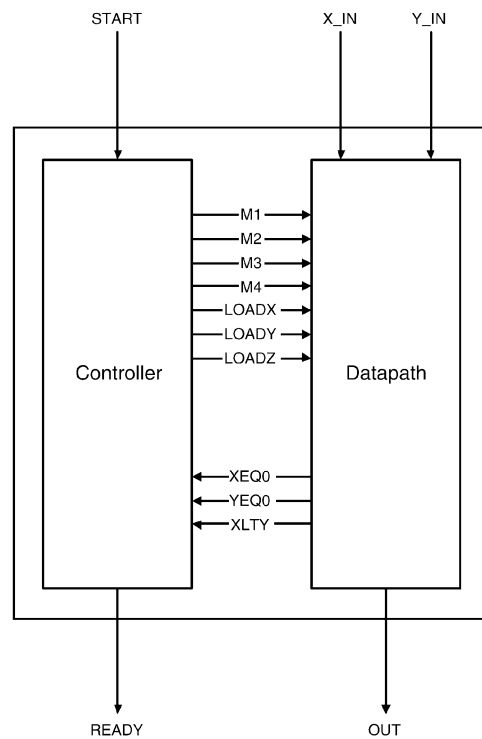 START
X_IN
Y_IN
M1
M2
M3
M4
LOADX
LOADY
LOADZ
Controller
Datapath
XEQ0
YEQ0
XLTY
READY
OUT